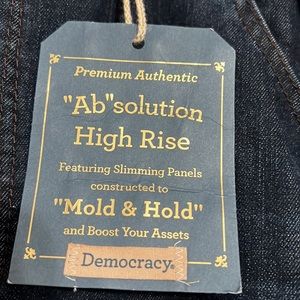 Premium Authentic
"Ab"solution
High Rise
Featuring Slimming Panels
constructed to
"Mold & Hold"
and Boost Your Assets
Democracy®